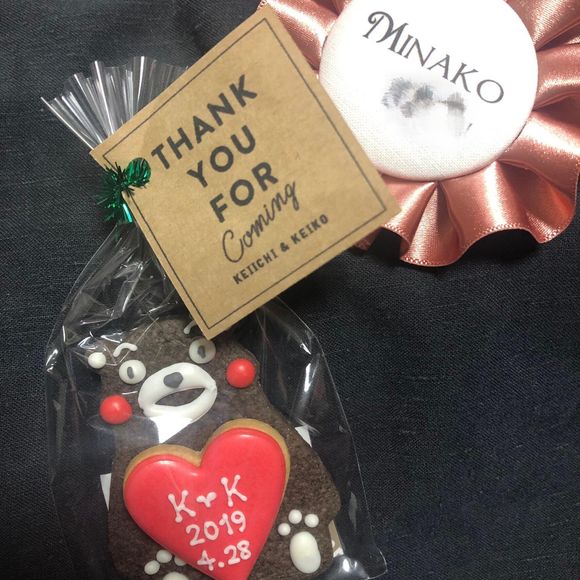 THANK
YOU
FOR
Coming
KEIICHI & KEIKO
MINAKO
K ♥ K
2019
4.28